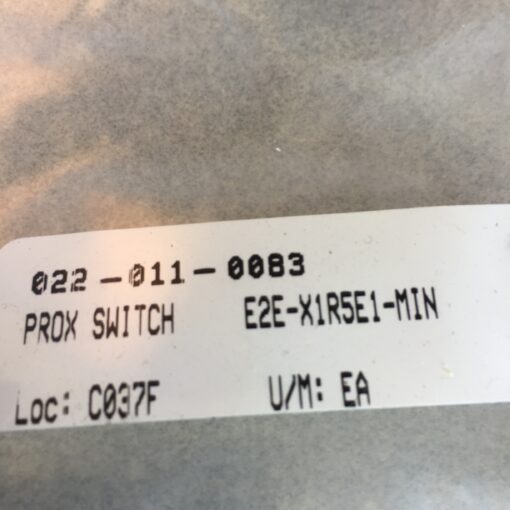 022-011-0083
PROX SWITCH E2E-X1R5E1-MIN
Loc: C037F U/M: EA